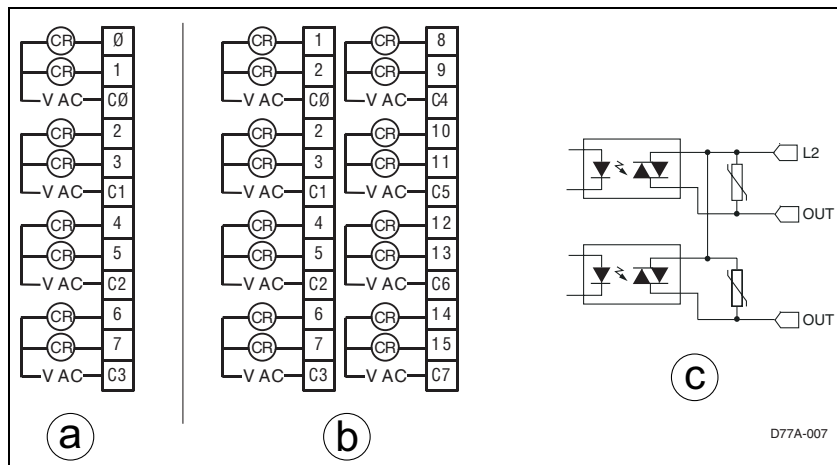 CR Ø
CR 1
V AC CØ
CR 2
CR 3
V AC C1
CR 4
CR 5
V AC C2
CR 6
CR 7
V AC C3
a
CR 1
CR 2
V AC CØ
CR 2
CR 3
V AC C1
CR 4
CR 5
V AC C2
CR 6
CR 7
V AC C3
CR 8
CR 9
V AC C4
CR 10
CR 11
V AC C5
CR 12
CR 13
V AC C6
CR 14
CR 15
V AC C7
b
L2
OUT
OUT
c
D77A-007